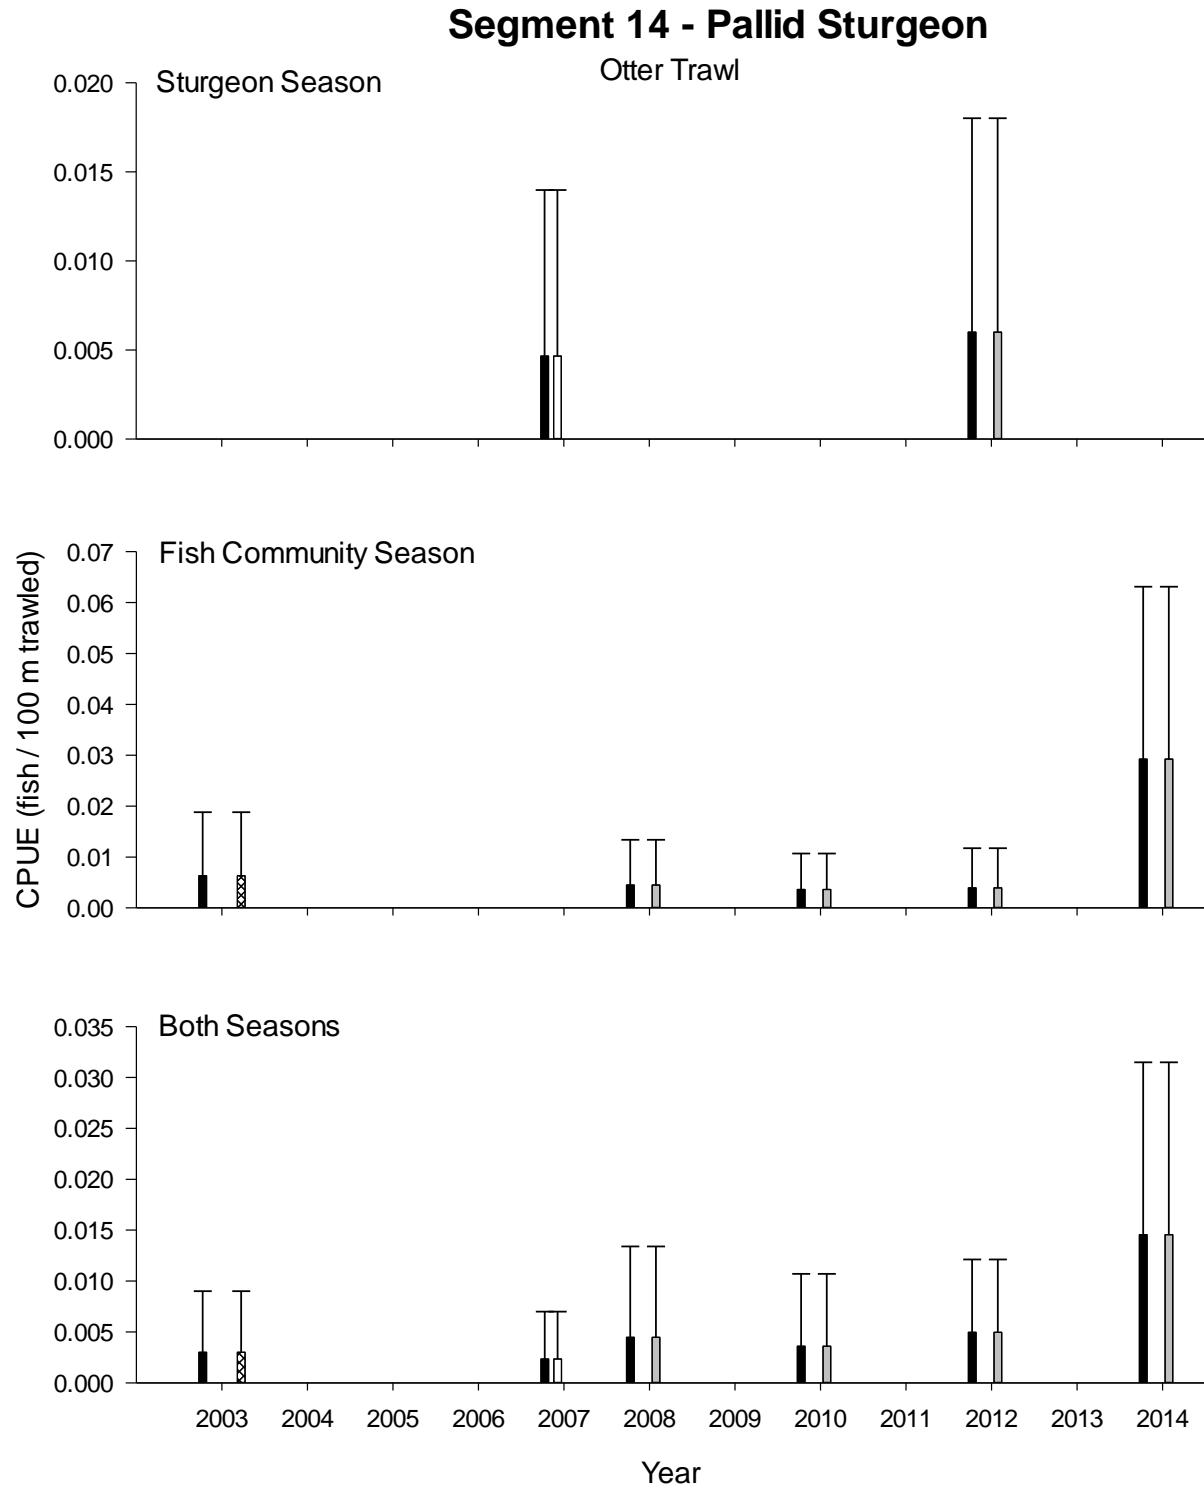 Segment 14 - Pallid Sturgeon
Otter Trawl
Sturgeon Season
0.020
0.015
0.010
0.005
0.000
CPUE (fish / 100 m trawled)
Fish Community Season
0.07
0.06
0.05
0.04
0.03
0.02
0.01
0.00
Both Seasons
0.035
0.030
0.025
0.020
0.015
0.010
0.005
0.000
2003 2004 2005 2006 2007 2008 2009 2010 2011 2012 2013 2014
Year